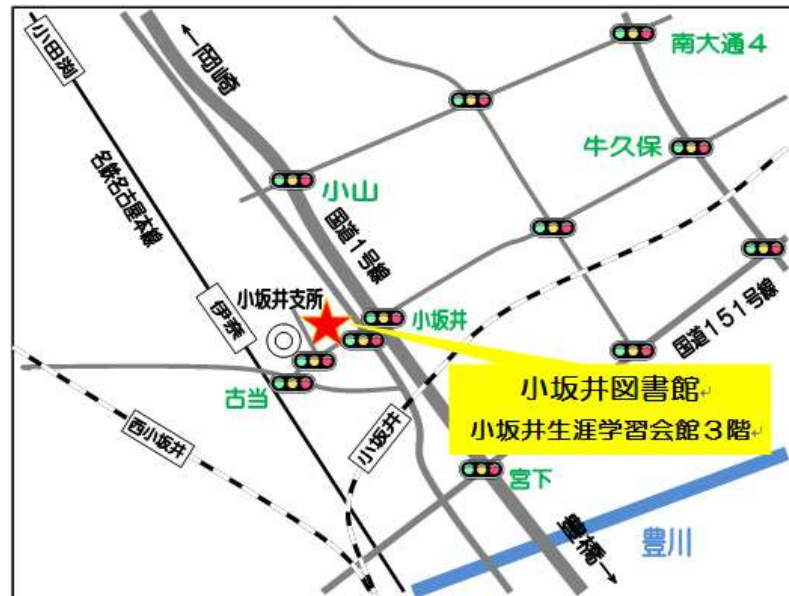 小田渕
←岡崎
南大通4
名鉄名古屋本線
小山
牛久保
国道1号線
小坂井支所
伊奈
小坂井
国道151号線
古当
小坂井図書館
小坂井生涯学習会館3階
西小坂井
小坂井
宮下
豊川
豊橋→